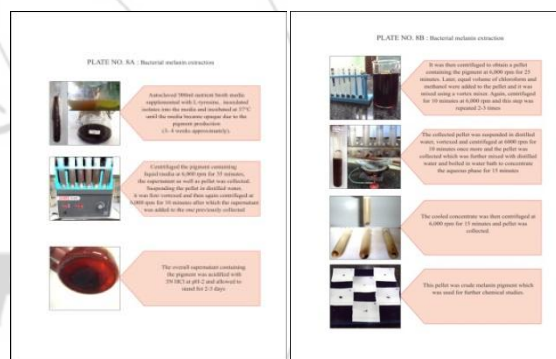 PLATE NO. 8A : Bacterial melanin extraction
Autoclaved 500ml nutrient broth media
supplemented with L-tyrosine, inoculated
isolates into the media and incubated at 37°C
until the media become opaque due to the
pigment production
(3- 4 weeks approximately).
Centrifuged the pigment containing
liquid media at 6,000 rpm for 35 minutes,
the supernatant as well as pellet was collected.
Suspending the pellet in distilled water,
it was first vortexed and then again centrifuged at
6,000 rpm for 10 minutes after which the supernatant
was added to the one previously collected
The overall supernatant containing
the pigment was acidified with
HCl at pH-2 and allowed to
stand for 2-3 days
PLATE NO. 8B : Bacterial melanin extraction
It was then centrifuged to obtain a pellet
containing the pigment at 6,000 rpm for 25
minutes. Later, equal volume of chloroform and
methanol were added to the pellet and it was
mixed using a vortex mixer. Again, centrifuged
for 10 minutes at 6,000 rpm and this step was
repeated 2-3 times
The collected pellet was suspended in distilled
water, vortexed and centrifuged at 6000 rpm for
10 minutes once more and the pellet was
collected which was further mixed with distilled
water and boiled in water bath to concentrate
the aqueous phase for 15 minutes
The cooled concentrate was then centrifuged at
6,000 rpm for 15 minutes and pellet was
collected.
This pellet was crude melanin pigment which
was used for further chemical studies.